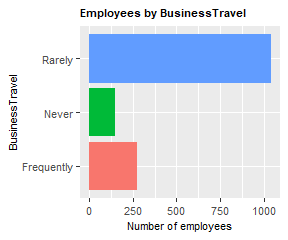 Employees by BusinessTravel
BusinessTravel
Rarely
Never
Frequently
0 250 500 750 1000
Number of employees